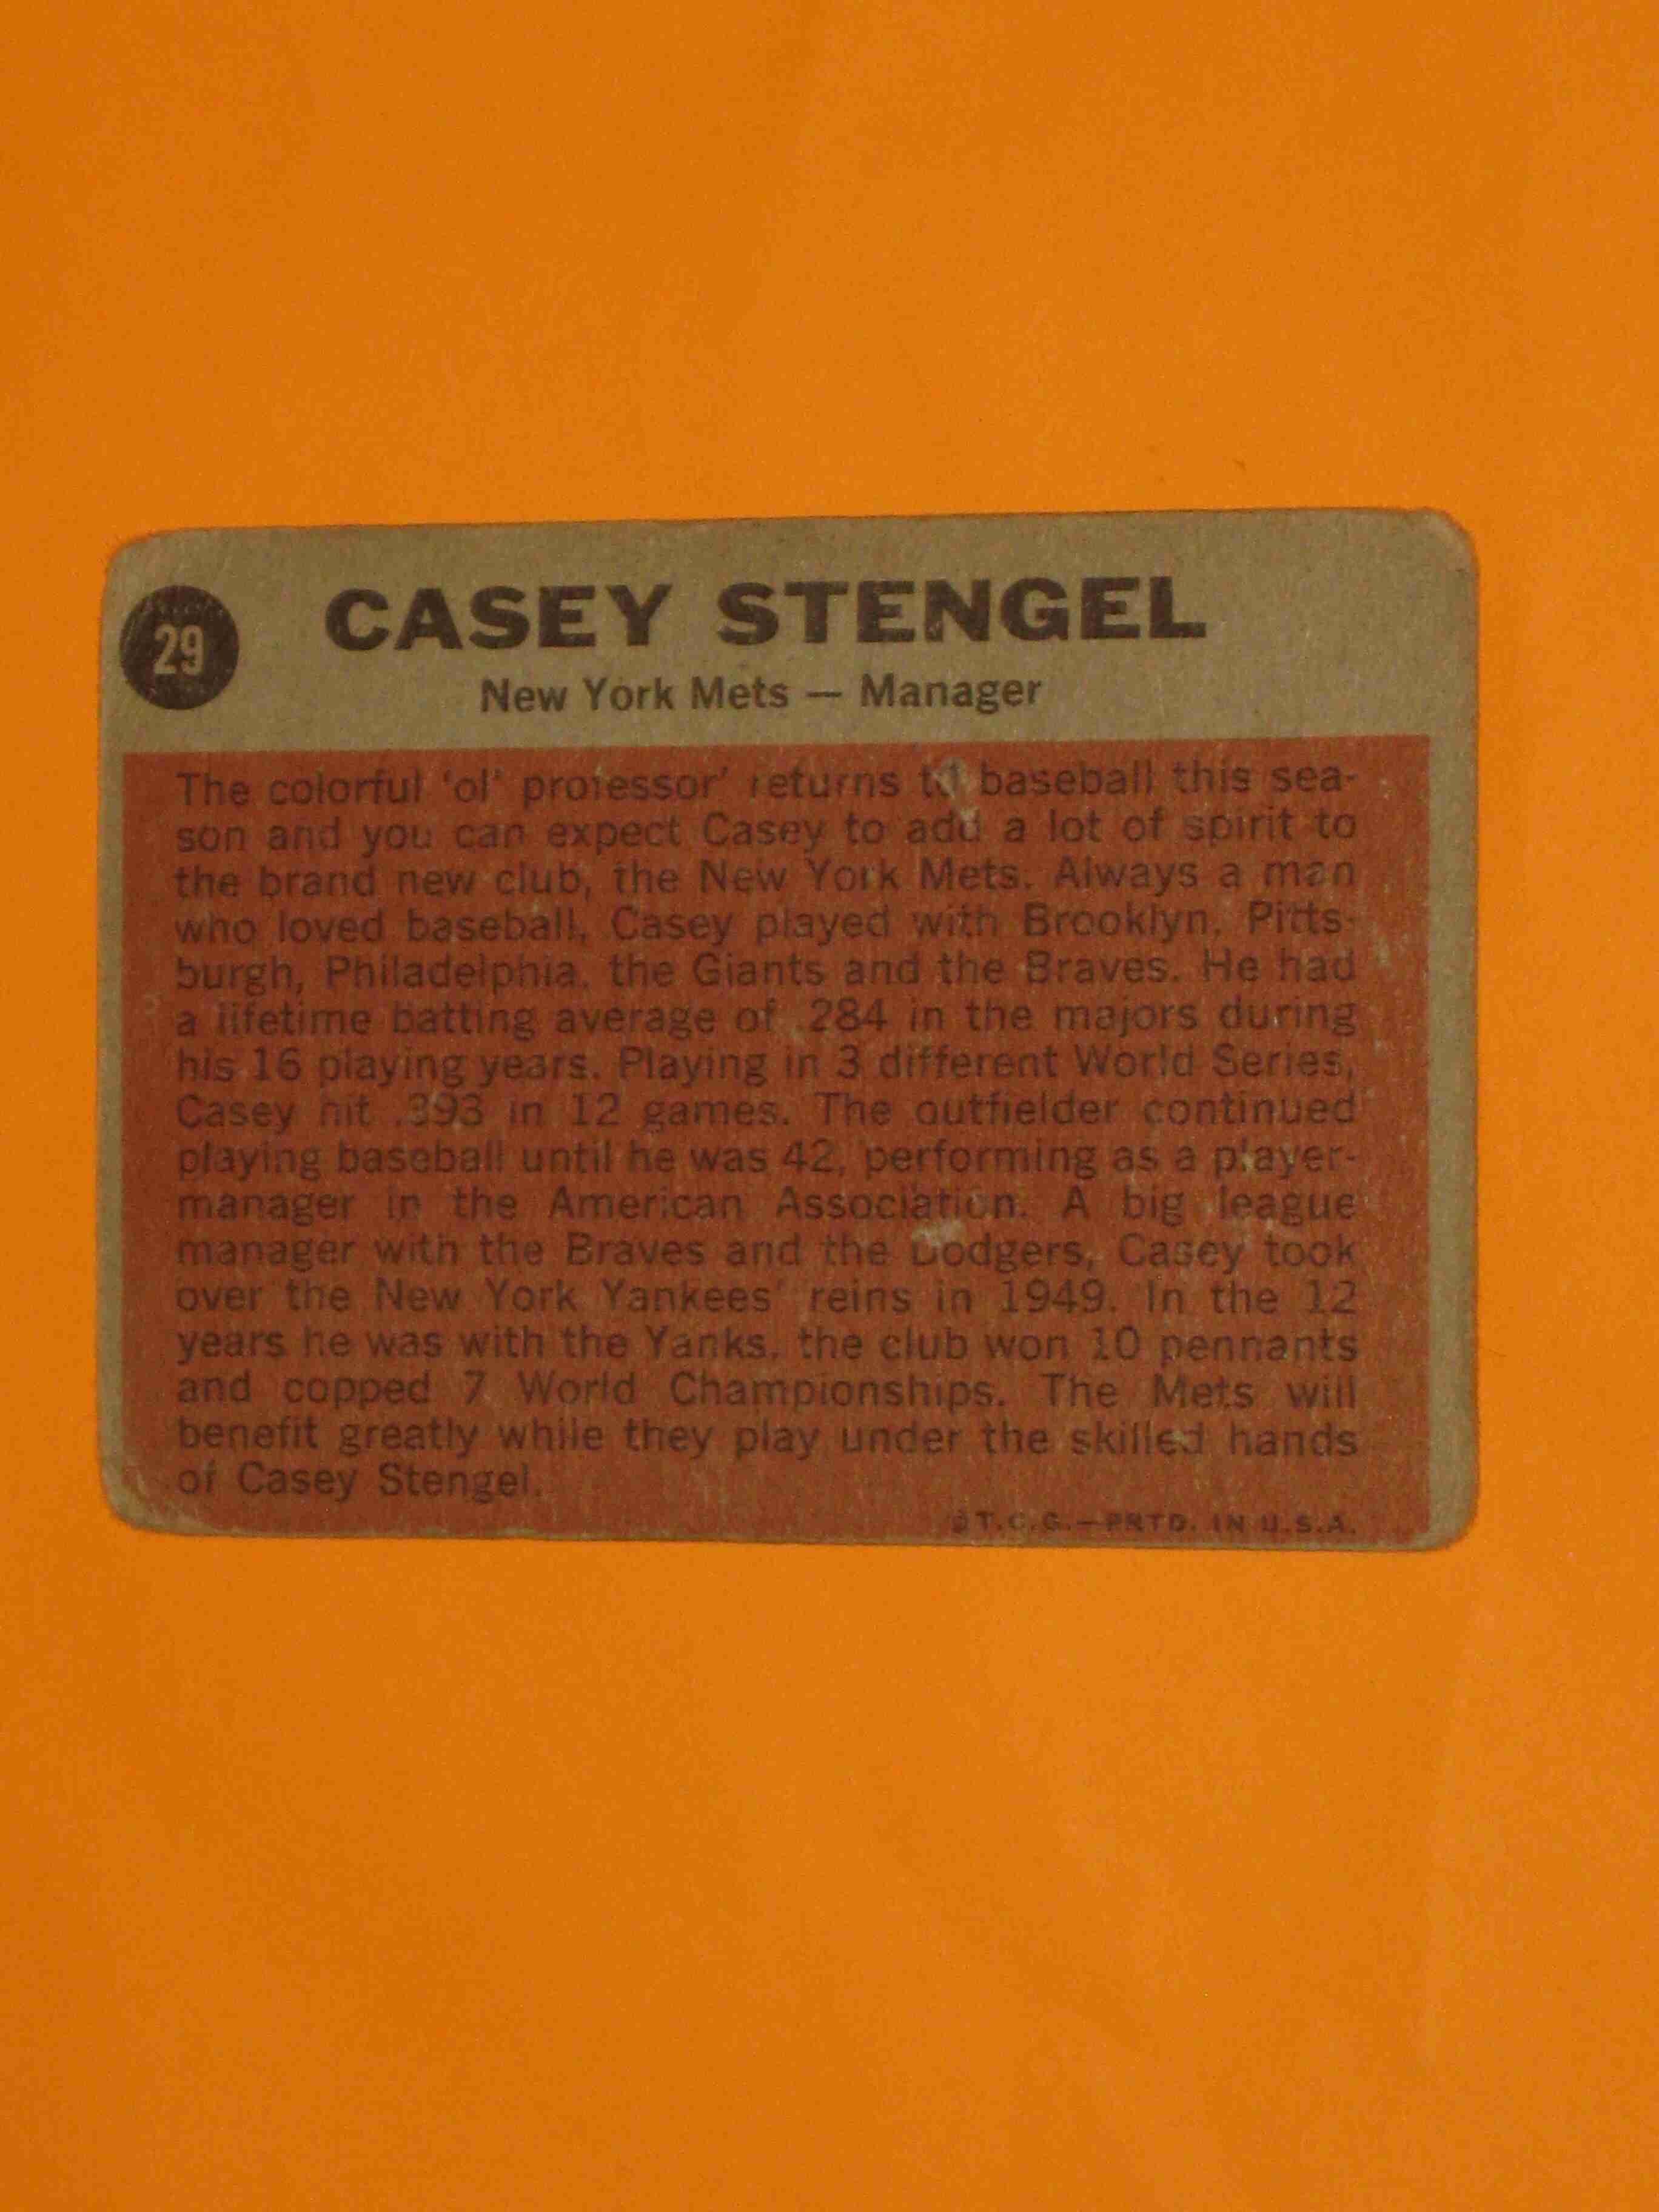 29
CASEY STENGEL
New York Mets — Manager
The colorful 'ol' professor' returns to baseball this sea-
son and you can expect Casey to add a lot of spirit to
the brand new club, the New York Mets. Always a man
who loved baseball, Casey played with Brooklyn, Pitts-
burgh, Philadelphia, the Giants and the Braves. He had
a lifetime batting average of .284 in the majors during
his 16 playing years. Playing in 3 different World Series,
Casey hit .393 in 12 games. The outfielder continued
playing baseball until he was 42, performing as a player-
manager in the American Association. A big league
manager with the Braves and the Dodgers, Casey took
over the New York Yankees' reins in 1949. In the 12
years he was with the Yanks, the club won 10 pennants
and copped 7 World Championships. The Mets will
benefit greatly while they play under the skilled hands
of Casey Stengel.
©T.C.G.—PRTD. IN U.S.A.